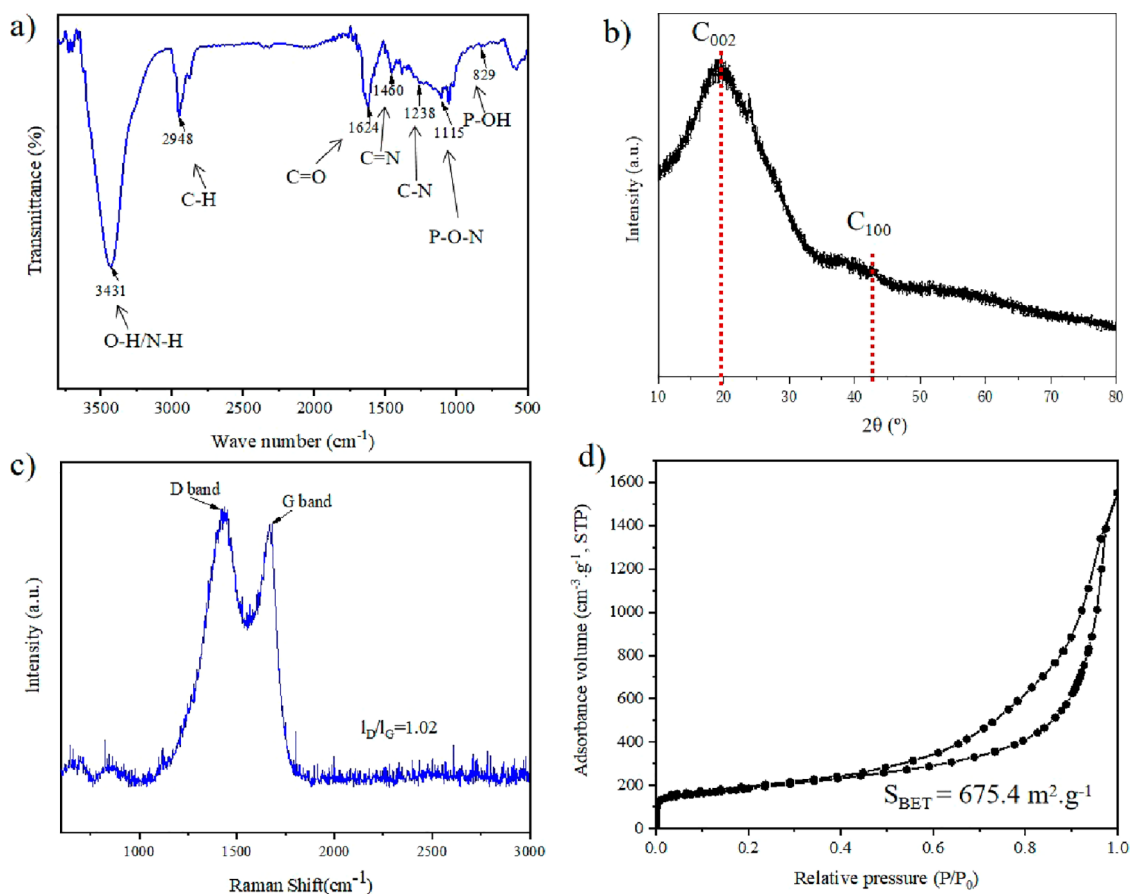 a)
2948
C-H
3431
O-H/N-H
1624
C=O
1460
C=N
1238
C-N
1115
P-O-N
829
P-OH
Transmittance (%)
3500 3000 2500 2000 1500 1000 500
Wave number (cm-1)
b)
C002
C100
Intensity (a.u.)
10 20 30 40 50 60 70 80
2θ (°)
c)
D band
G band
ID/IG=1.02
Intensity (a.u.)
1000 1500 2000 2500 3000
Raman Shift(cm-1)
d)
1600
1400
1200
1000
800
600
400
200
0
Adsorbance volume (cm-3.g-1, STP)
SBET = 675.4 m2.g-1
0.0 0.2 0.4 0.6 0.8 1.0
Relative pressure (P/P0)